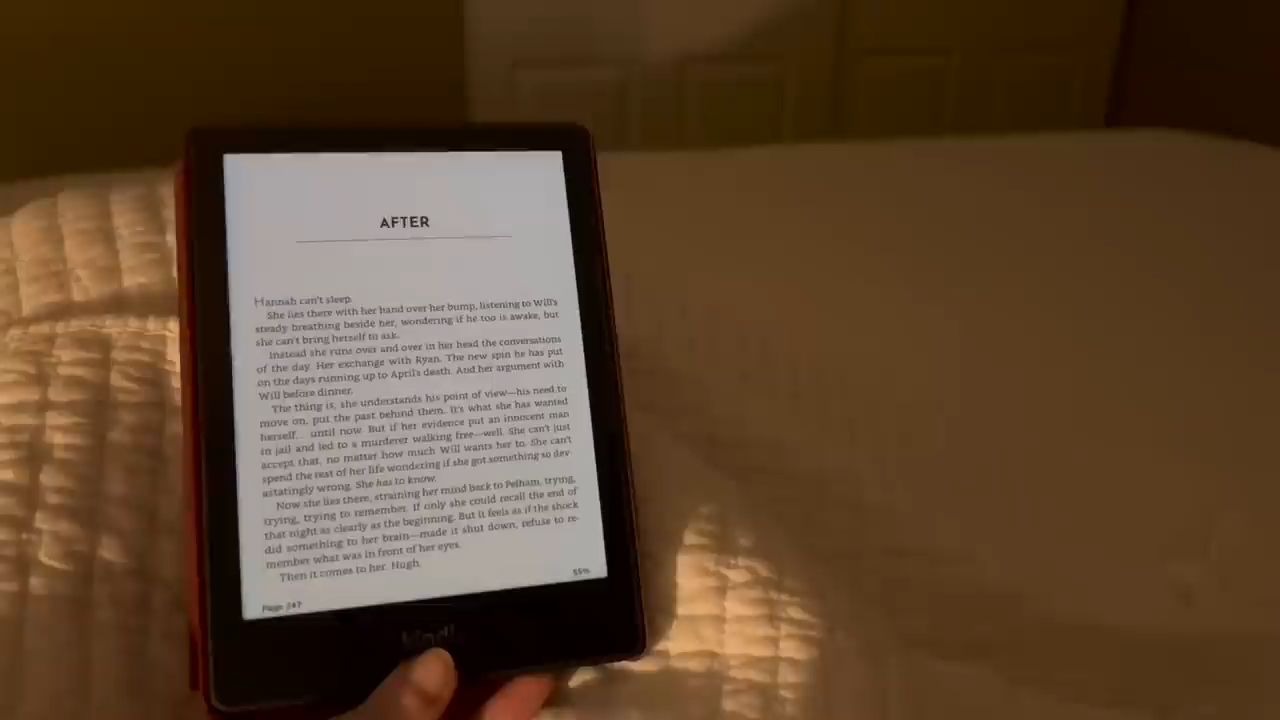 AFTER
Hannah can't sleep.
She lies there with her hand over her bump, listening to Will's
steady breathing beside her, wondering if he too is awake, but
she can't bring herself to ask.
Instead she runs over and over in her head the conversations
of the day. Her exchange with Ryan. The new spin he has put
on the days running up to April's death. And her argument with
Will before dinner.
The thing is, she understands his point of view—his need to
move on, put the past behind them. It's what she has wanted
herself... until now. But if her evidence put an innocent man
in jail and led to a murderer walking free—well. She can't just
accept that, no matter how much Will wants her to. She can't
spend the rest of her life wondering if she got something so dev-
astatingly wrong. She has to know.
Now she lies there, straining her mind back to Pelham, trying,
trying, trying to remember. If only she could recall the end of
that night as clearly as the beginning. But it feels as if the shock
did something to her brain—made it shut down, refuse to re-
member what was in front of her eyes.
Then it comes to her. Hugh.
Page 247
55%
kindle